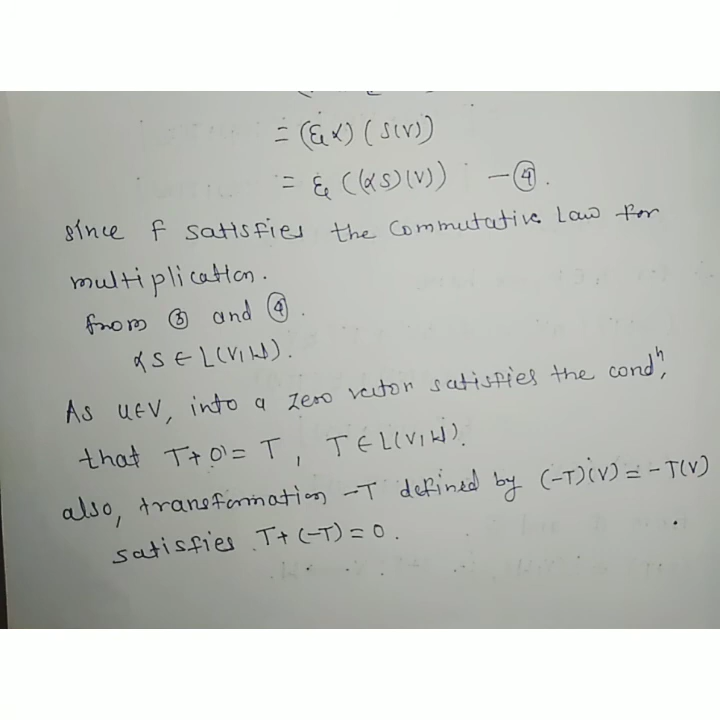 = (ξα) (S(V))
= ξ ((αS)(V)) — ④.
since F satisfies the commutative Law for
multiplication.
from ③ and ④.
αS ∈ L(V,W).
As u∈V, into a zero vector satisfies the condⁿ,
that T+0 = T, T∈L(V,W).
also, transformation -T defined by (-T)(V) = -T(V)
satisfies T+(-T) = 0.